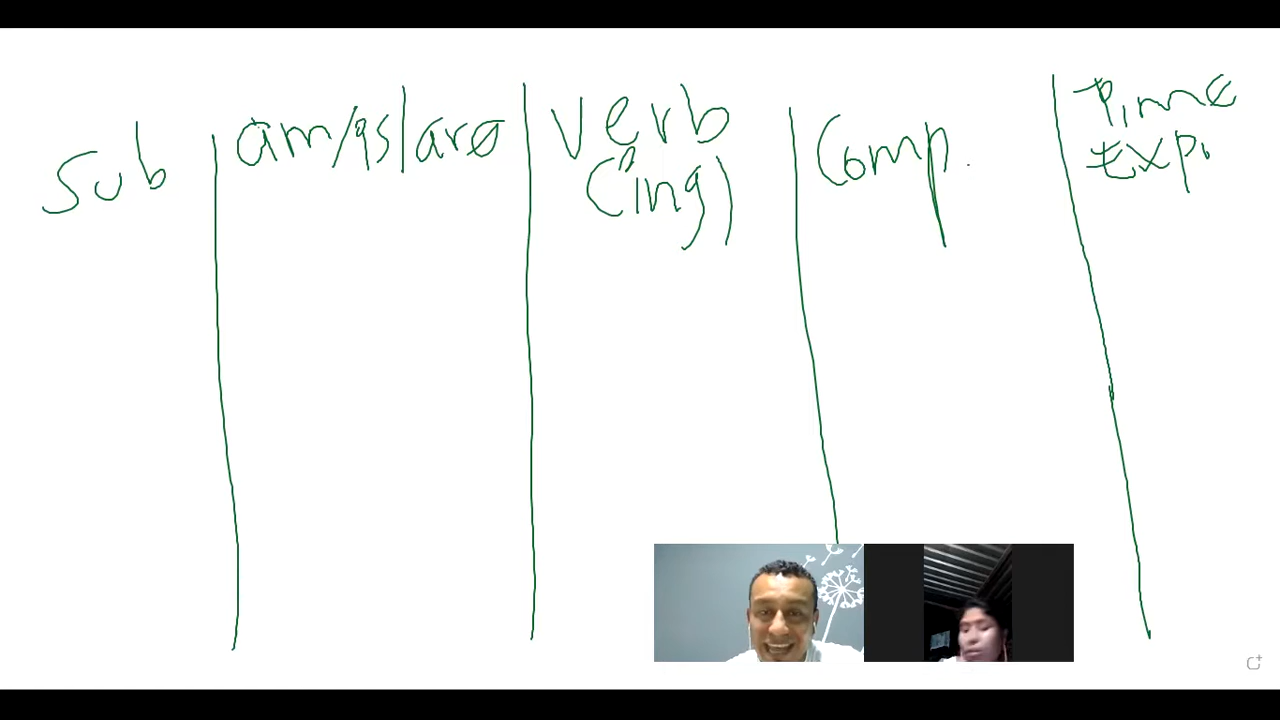 Sub
am/is/are
Verb
(ing)
Comp.
time
Exp.